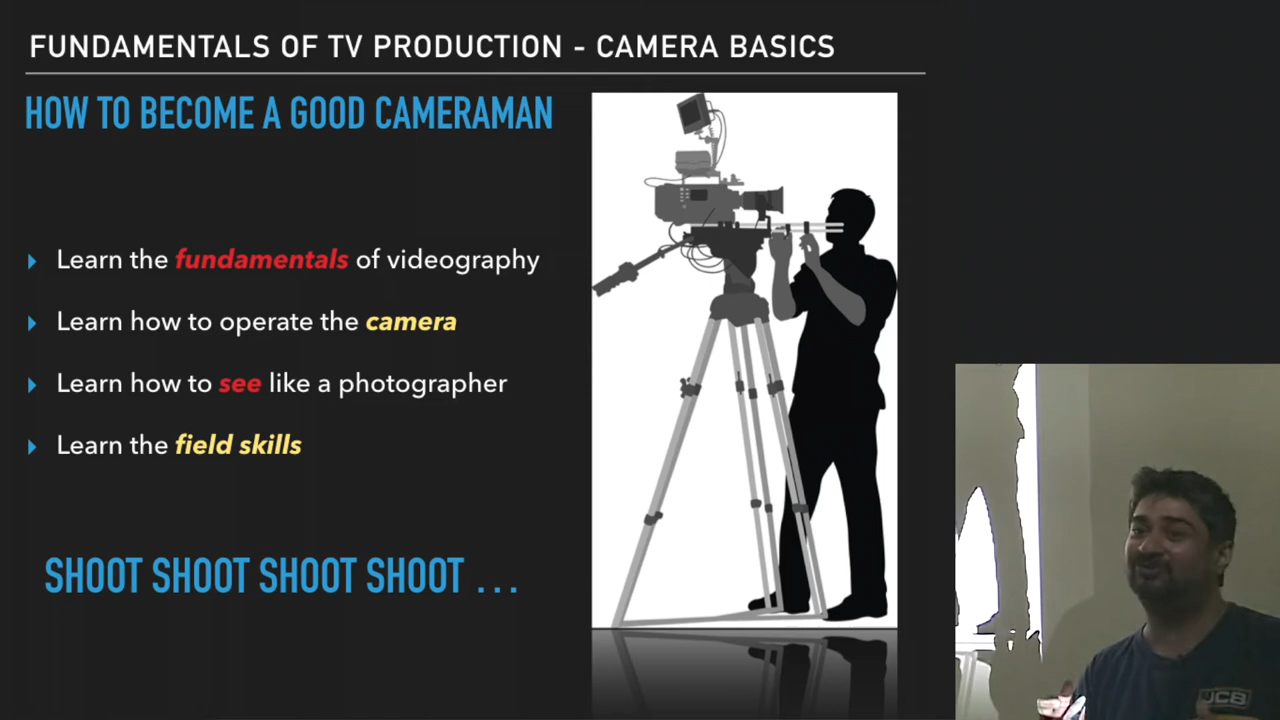 FUNDAMENTALS OF TV PRODUCTION - CAMERA BASICS
HOW TO BECOME A GOOD CAMERAMAN
Learn the fundamentals of videography
Learn how to operate the camera
Learn how to see like a photographer
Learn the field skills
SHOOT SHOOT SHOOT SHOOT ...
JCB